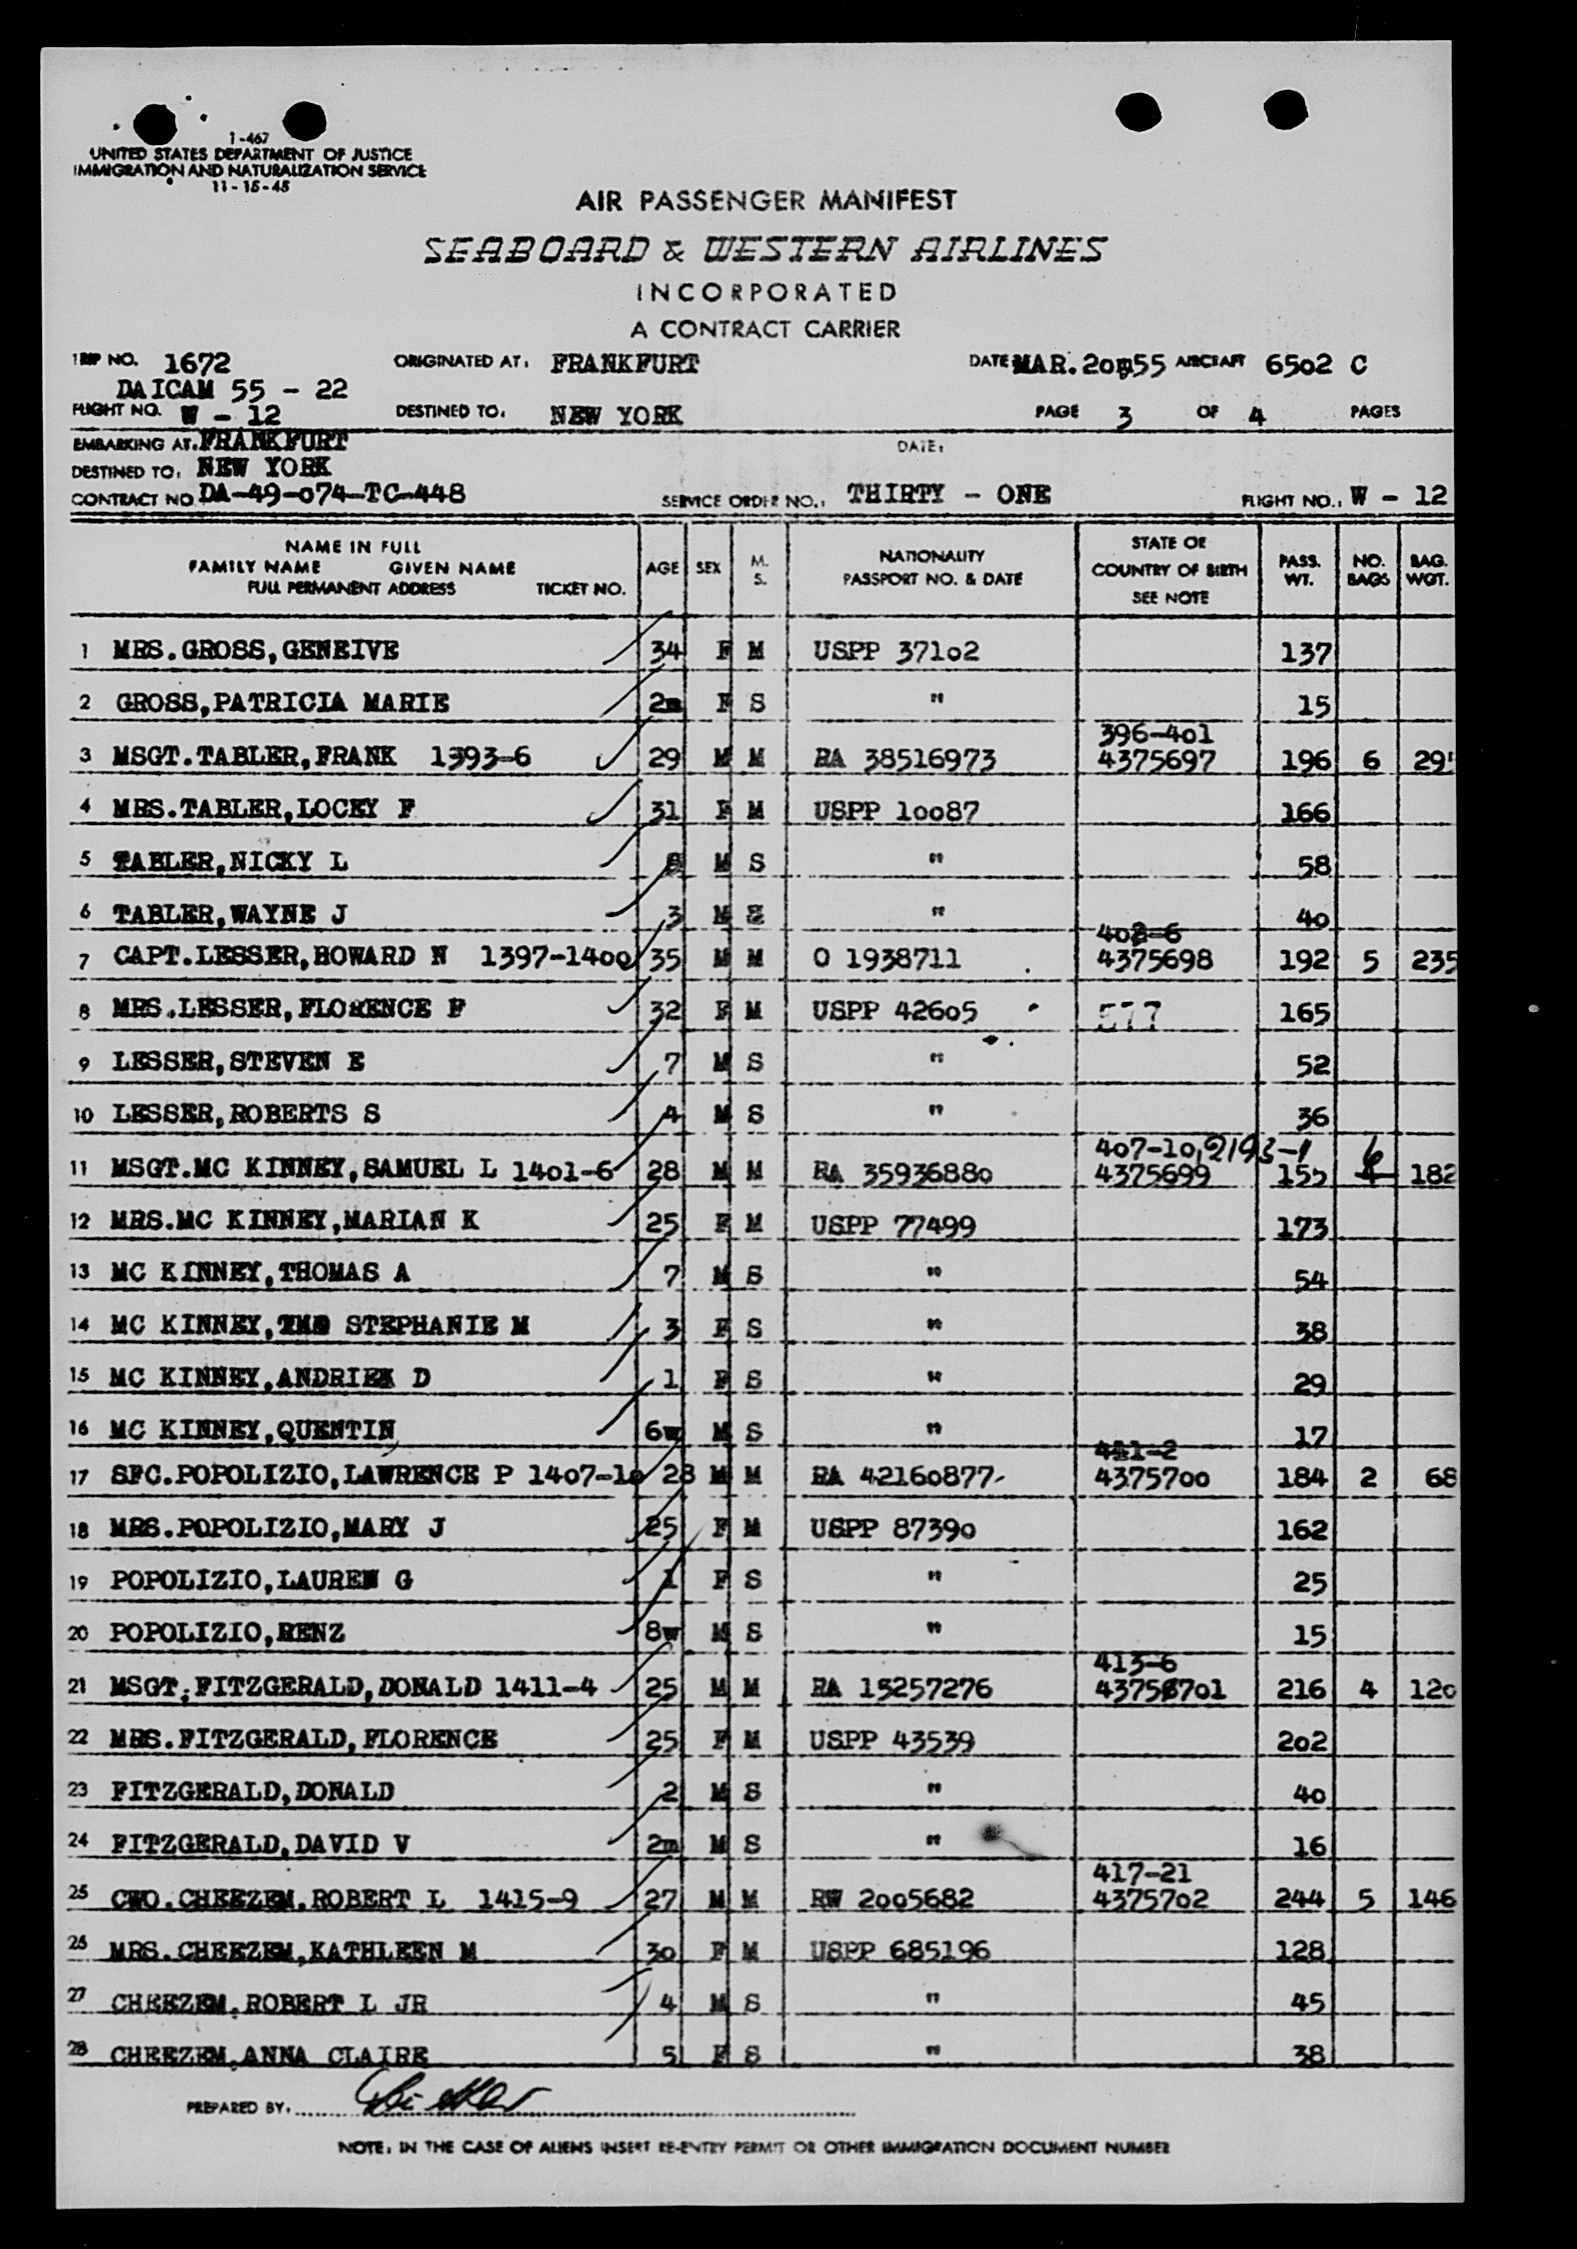 1-467
UNITED STATES DEPARTMENT OF JUSTICE
IMMIGRATION AND NATURALIZATION SERVICE
11-15-45
AIR PASSENGER MANIFEST
SEABOARD & WESTERN AIRLINES
INCORPORATED
A CONTRACT CARRIER
TRIP NO. 1672 ORIGINATED AT: FRANKFURT DATE MAR. 20 55 AIRCRAFT 6502 C
DAICAM 55 - 22
FLIGHT NO. W - 12 DESTINED TO: NEW YORK PAGE 3 OF 4 PAGES
EMBARKING AT: FRANKFURT DATE:
DESTINED TO: NEW YORK
CONTRACT NO DA-49-074-TC-448 SERVICE ORDER NO.: THIRTY - ONE FLIGHT NO.: W - 12
NAME IN FULL FAMILY NAME GIVEN NAME FULL PERMANENT ADDRESS TICKET NO. AGE SEX M. S. NATIONALITY PASSPORT NO. & DATE STATE OR COUNTRY OF BIRTH SEE NOTE PASS. WT. NO. BAGS BAG. WGT.
1 MRS.GROSS,GENEIVE 34 F M USPP 37102 137
2 GROSS,PATRICIA MARIE 2m F S " 15
396-401
3 MSGT.TABLER,FRANK 1393-6 29 M M RA 38516973 4375697 196 6 295
4 MRS.TABLER,LOCEY F 31 F M USPP 10087 166
5 TABLER,NICKY L M S " 58
6 TABLER,WAYNE J 3 M S " 40
402-6
7 CAPT.LESSER,HOWARD N 1397-1400 35 M M O 1938711 4375698 192 5 235
8 MRS.LESSER,FLORENCE F 32 F M USPP 42605 577 165
9 LESSER,STEVEN E 7 M S " 52
10 LESSER,ROBERTS S 4 M S " 36
407-10,2193-4 6
11 MSGT.MC KINNEY,SAMUEL L 1401-6 28 M M RA 35936880 4375699 155 4 182
12 MRS.MC KINNEY,MARIAN K 25 F M USPP 77499 173
13 MC KINNEY,THOMAS A 7 M S " 54
14 MC KINNEY, STEPHANIE M 3 F S " 38
15 MC KINNEY,ANDRIEA D 1 F S " 29
16 MC KINNEY,QUENTIN 6w M S " 17
411-2
17 SFC.POPOLIZIO,LAWRENCE P 1407-10 28 M M RA 42160877 4375700 184 2 68
18 MRS.POPOLIZIO,MARY J 25 F M USPP 87390 162
19 POPOLIZIO,LAUREN G 1 F S " 25
20 POPOLIZIO,RENZ 8w M S " 15
413-6
21 MSGT.FITZGERALD,DONALD 1411-4 25 M M RA 15257276 4375701 216 4 120
22 MRS.FITZGERALD,FLORENCE 25 F M USPP 43539 202
23 FITZGERALD,DONALD 2 M S " 40
24 FITZGERALD,DAVID V 2m M S " 16
417-21
25 CWO.CHEEZEM,ROBERT L 1415-9 27 M M RW 2005682 4375702 244 5 146
26 MRS.CHEEZEM,KATHLEEN M 30 F M USPP 685196 128
27 CHEEZEM,ROBERT L JR 4 M S " 45
28 CHEEZEM,ANNA CLAIRE 5 F S " 38
PREPARED BY:
NOTE: IN THE CASE OF ALIENS INSERT RE-ENTRY PERMIT OR OTHER IMMIGRATION DOCUMENT NUMBER